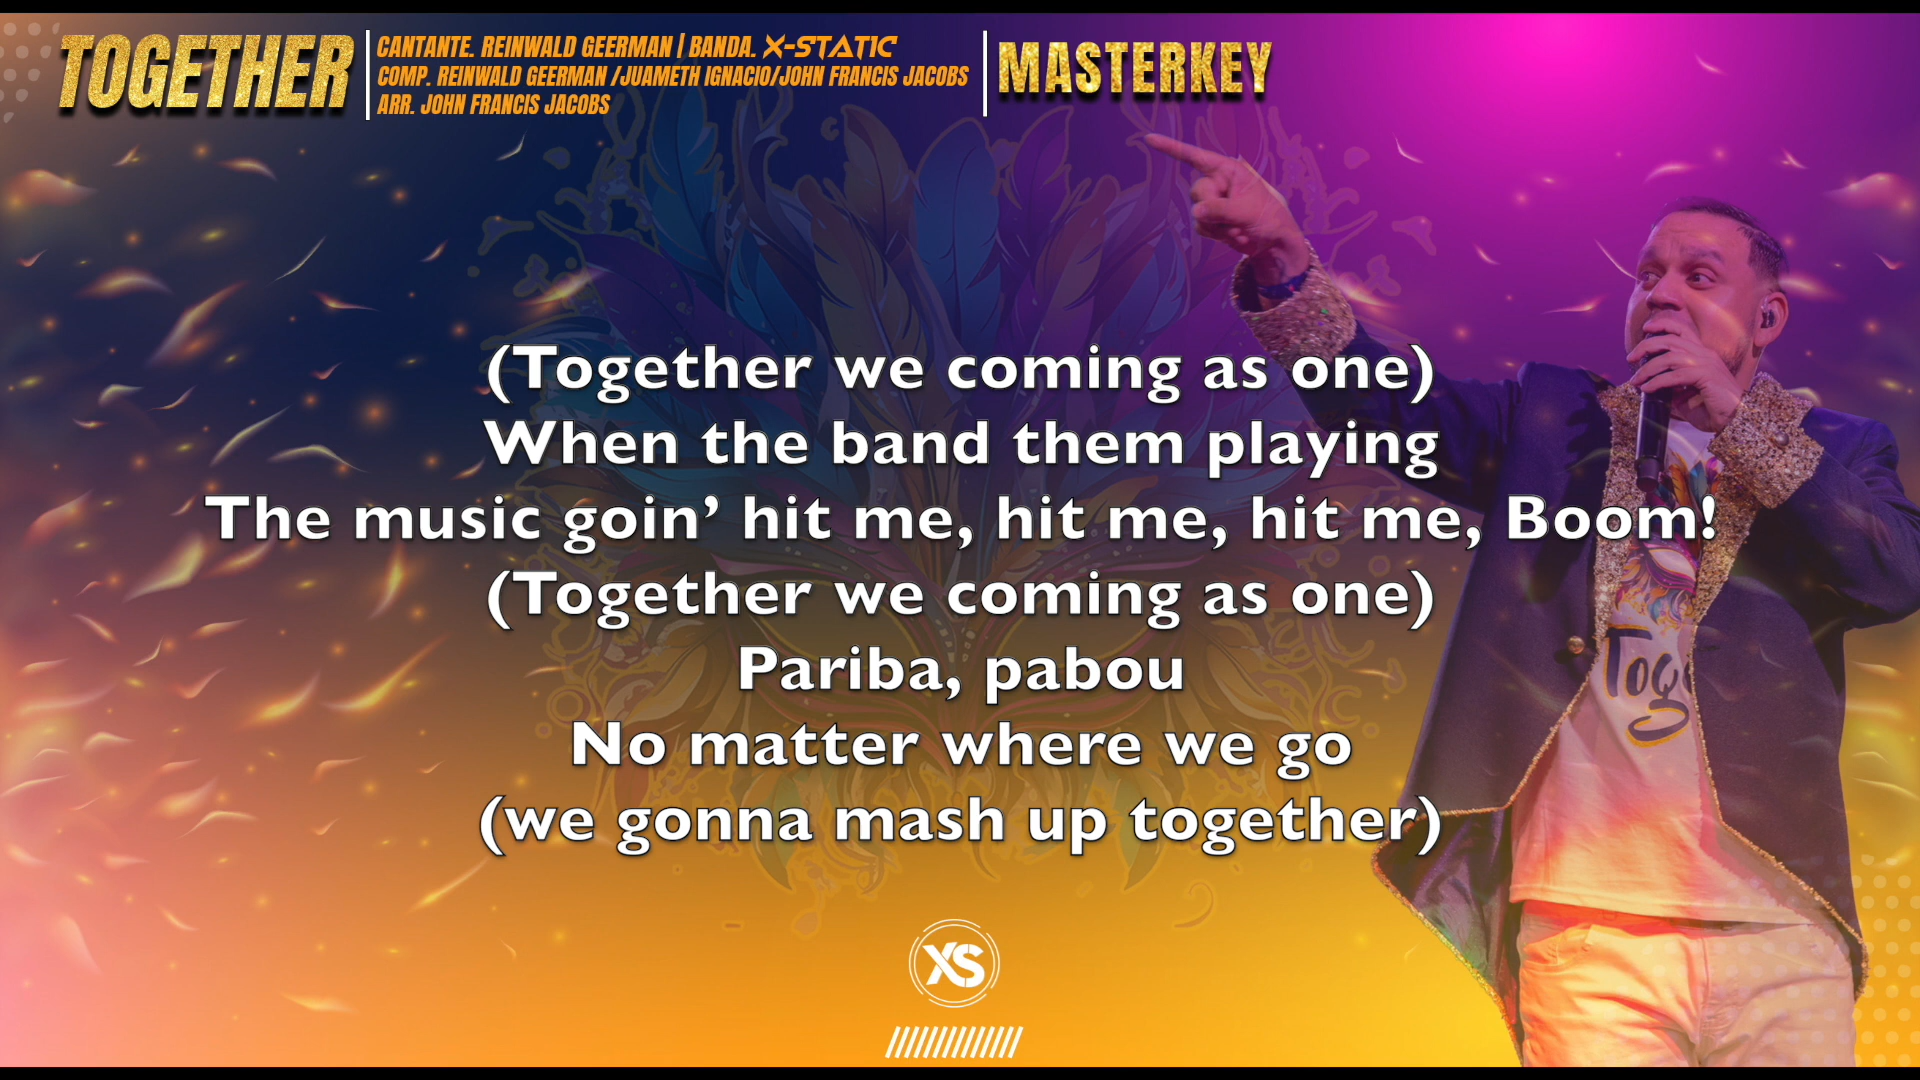 TOGETHER
CANTANTE. REINWALD GEERMAN | BANDA. X-STATIC
COMP. REINWALD GEERMAN /JUAMETH IGNACIO/JOHN FRANCIS JACOBS
ARR. JOHN FRANCIS JACOBS
MASTERKEY
(Together we coming as one)
When the band them playing
The music goin’ hit me, hit me, hit me, Boom!
(Together we coming as one)
Pariba, pabou
No matter where we go
(we gonna mash up together)
XS